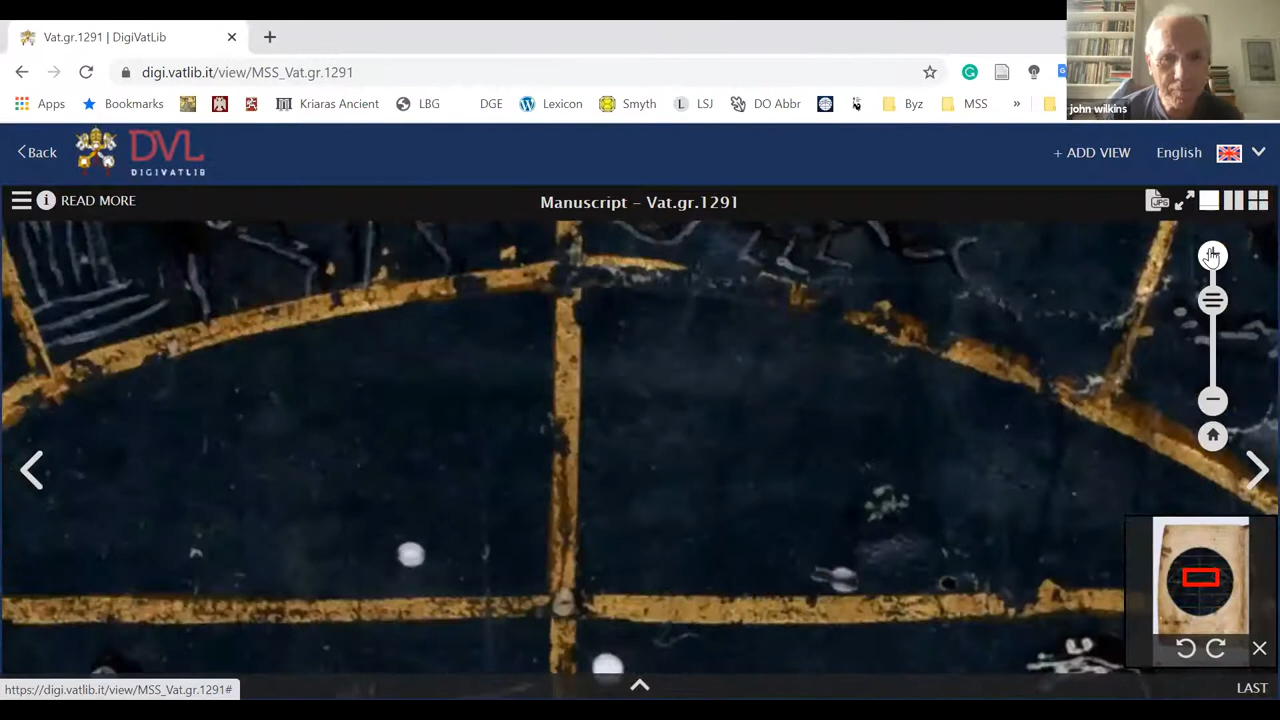 Vat.gr.1291 | DigiVatLib
digi.vatlib.it/view/MSS_Vat.gr.1291
Apps
Bookmarks
Kriaras Ancient
LBG
DGE
Lexicon
Smyth
L
LSJ
DO Abbr
Byz
MSS
»
john wilkins
Back
DVL
DIGIVATLIB
+ ADD VIEW
English
READ MORE
Manuscript – Vat.gr.1291
JPG
https://digi.vatlib.it/view/MSS_Vat.gr.1291#
LAST